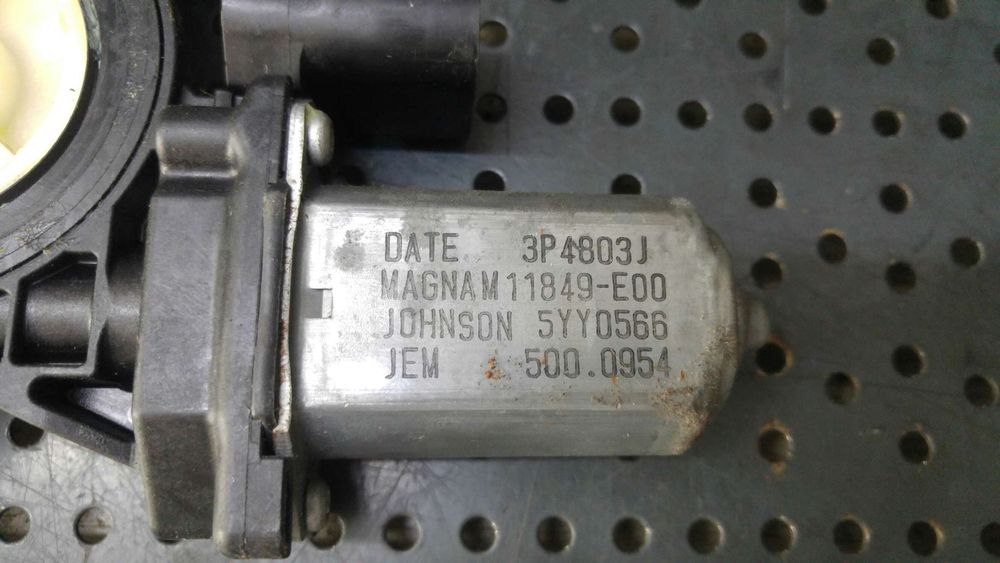 DATE 3P4803J
MAGNAM11849-E00
JOHNSON 5YY0566
JEM 500.0954